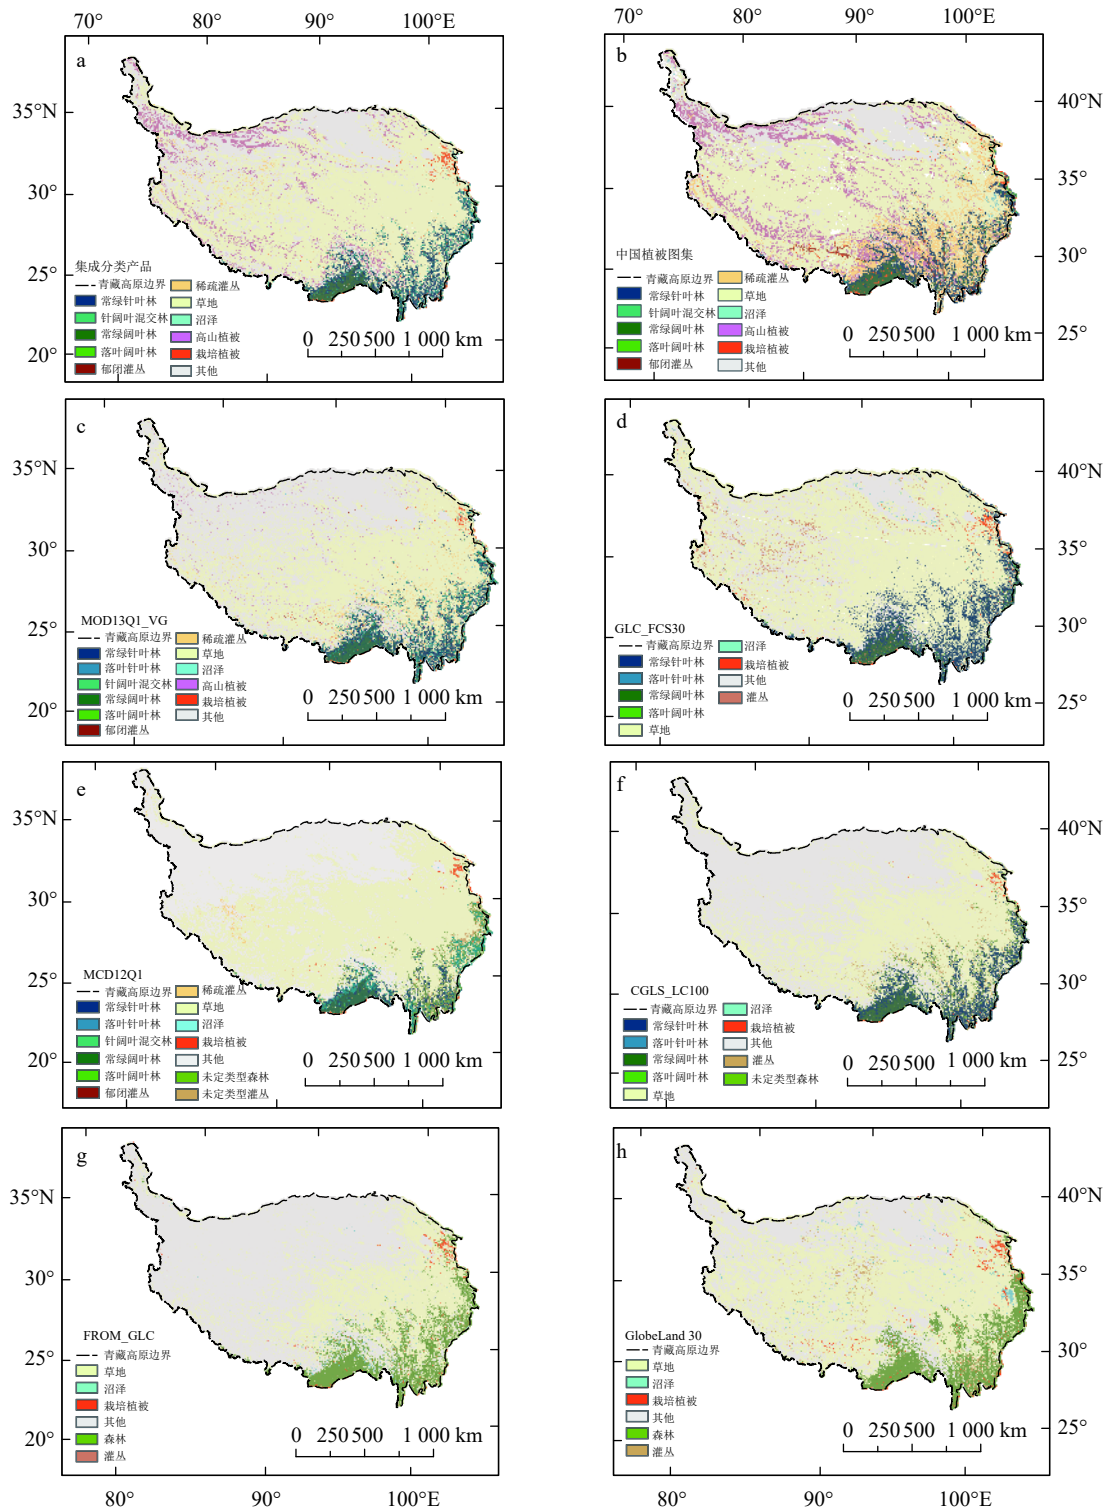 70° 80° 90° 100°E
70° 80° 90° 100°E
a
35°N
30°
25°
20°
集成分类产品
青藏高原边界
常绿针叶林
针阔叶混交林
常绿阔叶林
落叶阔叶林
郁闭灌丛
稀疏灌丛
草地
沼泽
高山植被
栽培植被
其他
0 250 500 1 000 km
b
40°N
35°
30°
25°
中国植被图集
青藏高原边界
常绿针叶林
针阔叶混交林
常绿阔叶林
落叶阔叶林
郁闭灌丛
稀疏灌丛
草地
沼泽
高山植被
栽培植被
其他
0 250 500 1 000 km
c
35°N
30°
25°
20°
MOD13Q1_VG
青藏高原边界
常绿针叶林
落叶针叶林
针阔叶混交林
常绿阔叶林
落叶阔叶林
郁闭灌丛
稀疏灌丛
草地
沼泽
高山植被
栽培植被
其他
0 250 500 1 000 km
d
40°N
35°
30°
25°
GLC_FCS30
青藏高原边界
常绿针叶林
落叶针叶林
常绿阔叶林
落叶阔叶林
草地
沼泽
栽培植被
其他
灌丛
0 250 500 1 000 km
e
35°N
30°
25°
20°
MCD12Q1
青藏高原边界
常绿针叶林
落叶针叶林
针阔叶混交林
常绿阔叶林
落叶阔叶林
郁闭灌丛
稀疏灌丛
草地
沼泽
栽培植被
其他
未定类型森林
未定类型灌丛
0 250 500 1 000 km
f
40°N
35°
30°
25°
CGLS_LC100
青藏高原边界
常绿针叶林
落叶针叶林
常绿阔叶林
落叶阔叶林
草地
沼泽
栽培植被
其他
灌丛
未定类型森林
0 250 500 1 000 km
g
35°N
30°
25°
20°
FROM_GLC
青藏高原边界
草地
沼泽
栽培植被
其他
森林
灌丛
0 250 500 1 000 km
h
40°N
35°
30°
25°
GlobeLand 30
青藏高原边界
草地
沼泽
栽培植被
其他
森林
灌丛
0 250 500 1 000 km
80° 90° 100°E
80° 90° 100°E